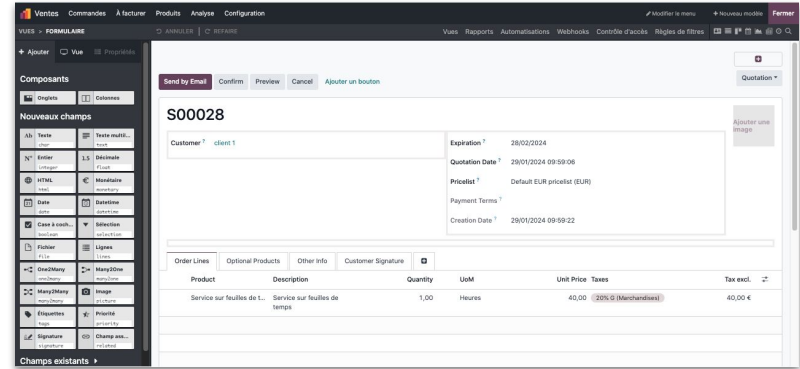 Ventes Commandes À facturer Produits Analyse Configuration Modifier le menu + Nouveau modèle Fermer
VUES > FORMULAIRE ANNULER REFAIRE Vues Rapports Automatisations Webhooks Contrôle d'accès Règles de filtres
+ Ajouter Vue Propriétés
Composants
Onglets Colonnes
Nouveaux champs
Ab Texte char Texte multil... text
N° Entier integer 1.5 Décimale float
HTML html € Monétaire monetary
Date date Datetime datetime
Case à coch... boolean Sélection selection
Fichier file Lignes lines
One2Many one2many Many2One many2one
Many2Many many2many Image picture
Étiquettes tags Priorité priority
Signature signature Champ ass... related
Champs existants
Send by Email Confirm Preview Cancel Ajouter un bouton Quotation
S00028
Ajouter une image
Customer ? client 1
Expiration ? 28/02/2024
Quotation Date ? 29/01/2024 09:59:06
Pricelist ? Default EUR pricelist (EUR)
Payment Terms ?
Creation Date ? 29/01/2024 09:59:22
Order Lines Optional Products Other Info Customer Signature
Product Description Quantity UoM Unit Price Taxes Tax excl.
Service sur feuilles de t... Service sur feuilles de temps 1,00 Heures 40,00 20% G (Marchandises) 40,00 €